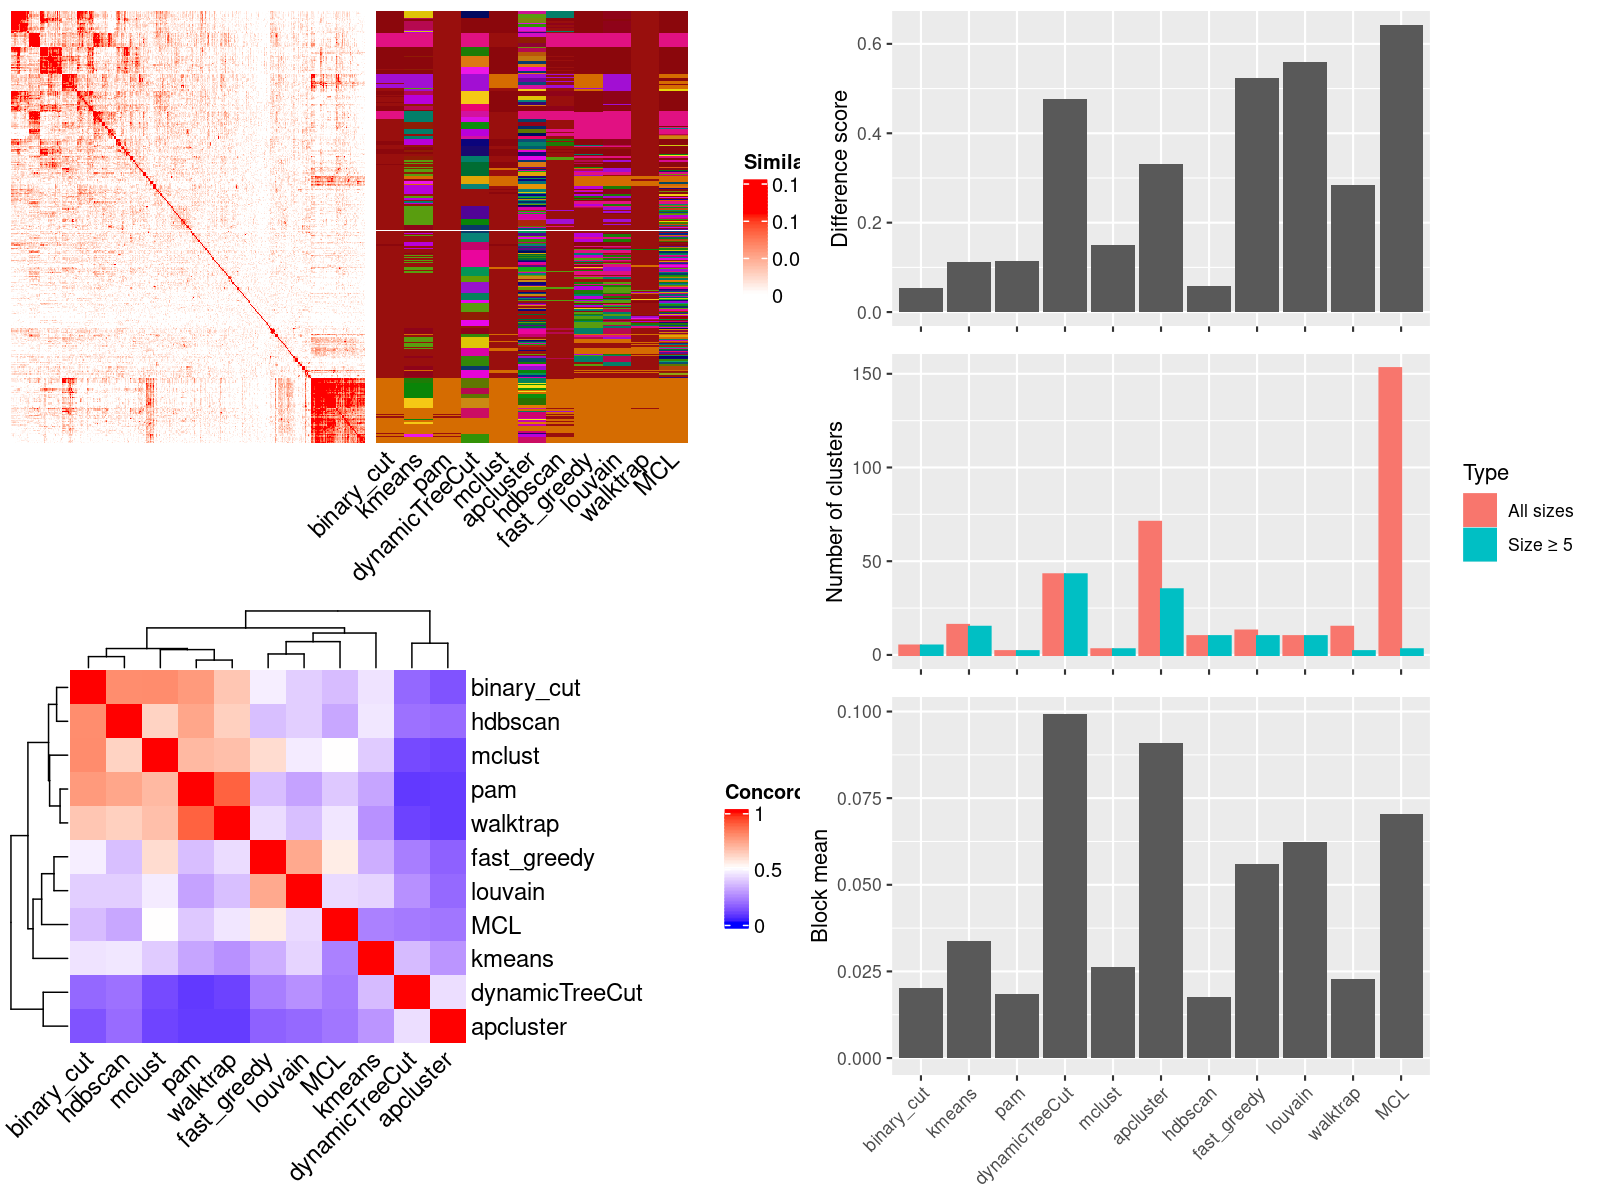 Simila
0.1
0.1
0.0
0
binary_cut
kmeans
pam
dynamicTreeCut
mclust
apcluster
hdbscan
fast_greedy
louvain
walktrap
MCL
binary_cut
hdbscan
mclust
pam
walktrap
fast_greedy
louvain
MCL
kmeans
dynamicTreeCut
apcluster
binary_cut
hdbscan
mclust
pam
walktrap
fast_greedy
louvain
MCL
kmeans
dynamicTreeCut
apcluster
Concord
1
0.5
0
Difference score
0.6
0.4
0.2
0.0
Number of clusters
150
100
50
0
Type
All sizes
Size ≥ 5
Block mean
0.100
0.075
0.050
0.025
0.000
binary_cut
kmeans
pam
dynamicTreeCut
mclust
apcluster
hdbscan
fast_greedy
louvain
walktrap
MCL